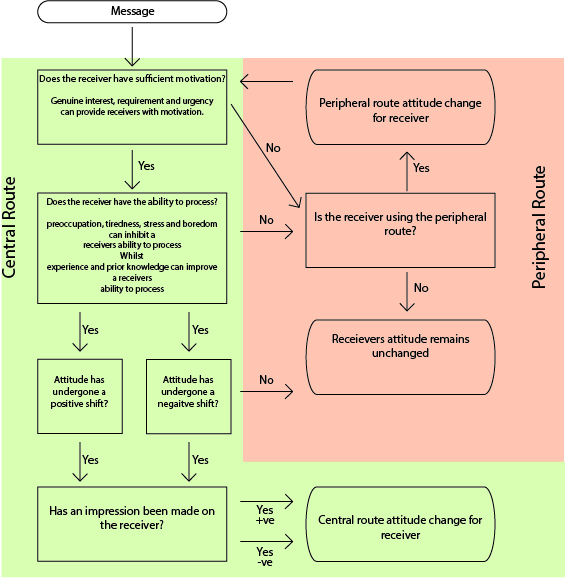 Message
Does the receiver have sufficient motivation?
Genuine interest, requirement and urgency
can provide receivers with motivation.
No
Peripheral route attitude change
for receiver
Yes
Yes
Does the receiver have the ability to process?
preoccupation, tiredness, stress and boredom
can inhibit a
receivers ability to process
Whilst
experience and prior knowledge can improve
a receivers
ability to process
No
Is the receiver using the peripheral
route?
No
Central Route
Peripheral Route
Yes
Yes
Receievers attitude remains
unchanged
Attitude has
undergone a
positive shift?
Attitude has
undergone a
negaitve shift?
No
Yes
Yes
Has an impression been made on
the receiver?
Yes
+ve
Yes
-ve
Central route attitude change for
receiver